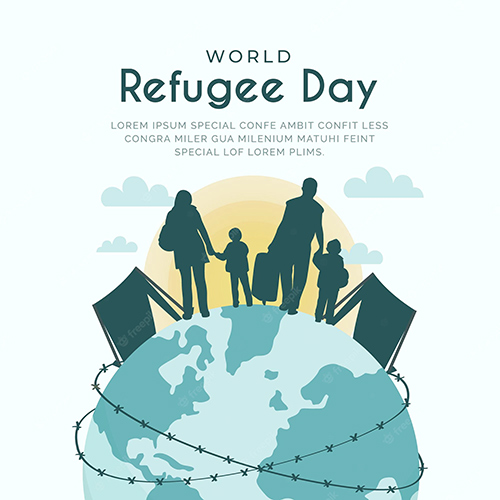 WORLD
Refugee Day
LOREM IPSUM SPECIAL CONFE AMBIT CONFIT LESS
CONGRA MILER GUA MILENIUM MATUHI FEINT
SPECIAL LOF LOREM PLIMS.